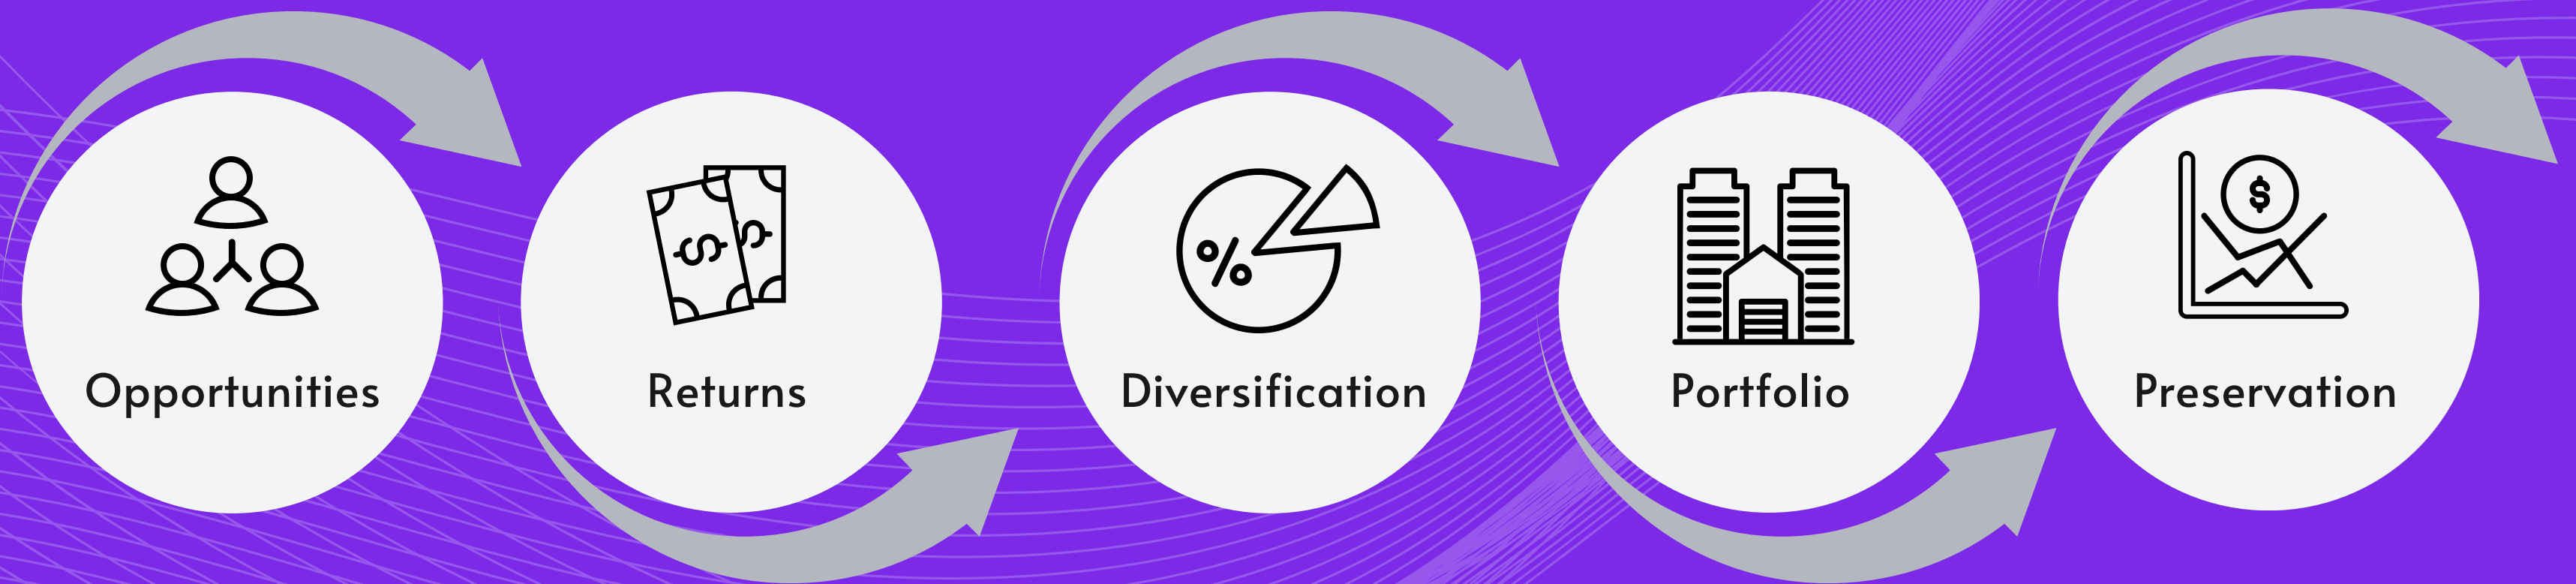 $ $
%
$
Opportunities
Returns
Diversification
Portfolio
Preservation